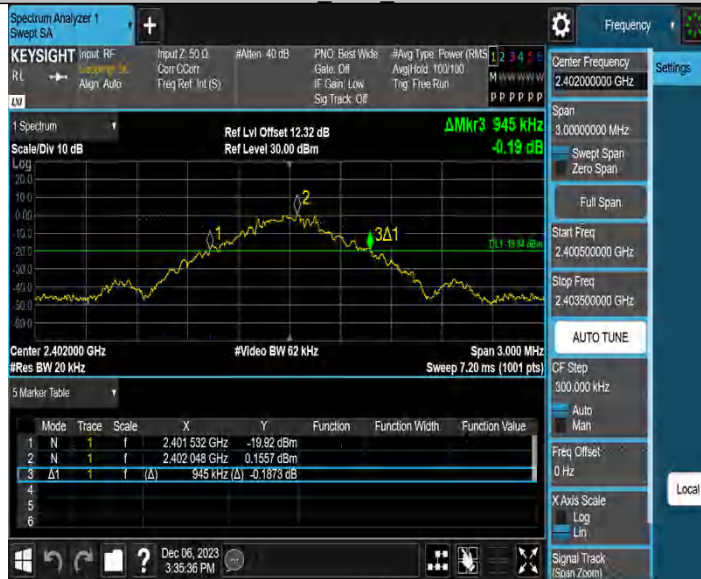 Spectrum Analyzer 1
Swept SA
+
Frequency
KEYSIGHT
RL
Input: RF
Align: Auto
Input Z: 50 Ω
Corr CCorr
Freq Ref: Int (S)
#Atten: 40 dB
PNO: Best Wide
Gate: Off
IF Gain: Low
Sig Track: Off
#Avg Type: Power (RMS
Avg|Hold: 100/100
Trig: Free Run
1 2 3 4 5 6
M W W W W W
P P P P P P
1 Spectrum
Scale/Div 10 dB
Ref Lvl Offset 12.32 dB
Ref Level 30.00 dBm
ΔMkr3 945 kHz
-0.19 dB
Log
20.0
10.0
0.00
-10.0
-20.0
-30.0
-40.0
-50.0
-60.0
1
2
3Δ1
DL1 -19.84 dBm
Center 2.402000 GHz
#Res BW 20 kHz
#Video BW 62 kHz
Span 3.000 MHz
Sweep 7.20 ms (1001 pts)
5 Marker Table
Mode Trace Scale X Y Function Function Width Function Value
1 N 1 f 2.401 532 GHz -19.92 dBm
2 N 1 f 2.402 048 GHz 0.1557 dBm
3 Δ1 1 f (Δ) 945 kHz (Δ) -0.1873 dB
4
5
6
Dec 06, 2023
3:35:36 PM
Center Frequency
2.402000000 GHz
Span
3.00000000 MHz
Swept Span
Zero Span
Full Span
Start Freq
2.400500000 GHz
Stop Freq
2.403500000 GHz
AUTO TUNE
CF Step
300.000 kHz
Auto
Man
Freq Offset
0 Hz
X Axis Scale
Log
Lin
Signal Track
(Span Zoom)
Settings
Local